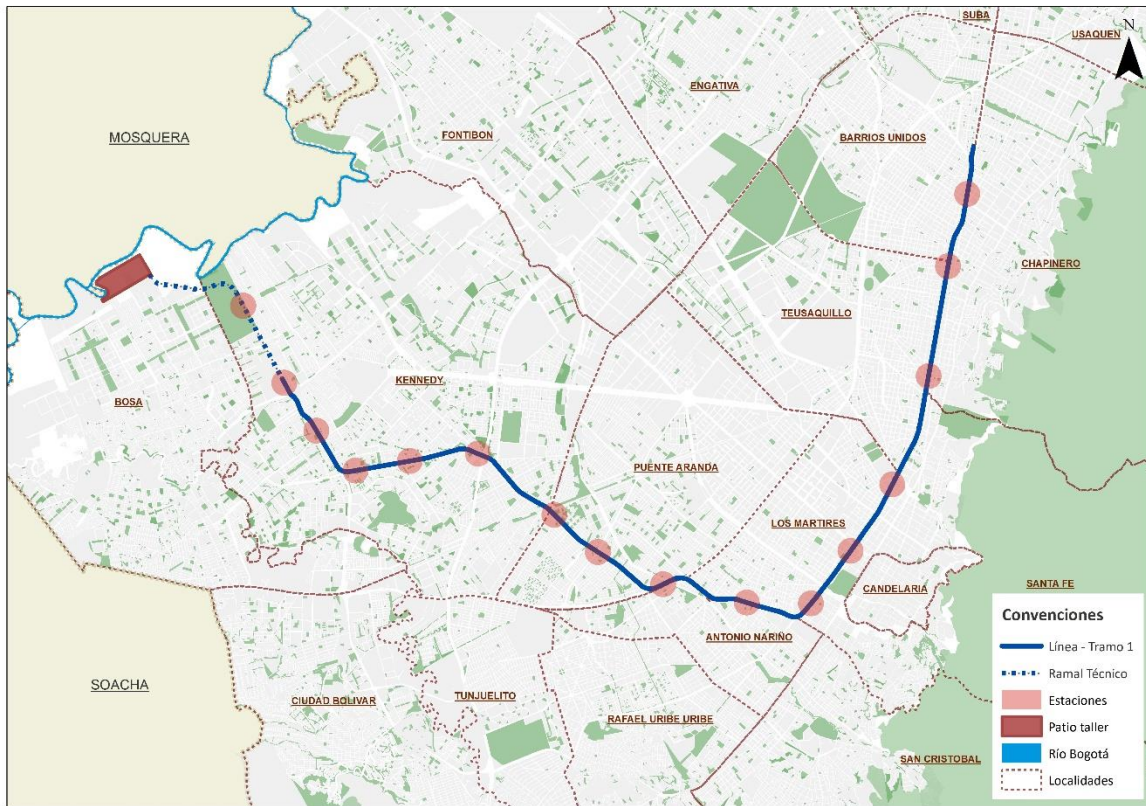 SUBA
N
USAQUEN
ENGATIVA
MOSQUERA
FONTIBON
BARRIOS UNIDOS
CHAPINERO
TEUSAQUILLO
KENNEDY
BOSA
PUENTE ARANDA
LOS MARTIRES
CANDELARIA
SANTA FE
ANTONIO NARIÑO
SOACHA
CIUDAD BOLIVAR
TUNJUELITO
RAFAEL URIBE URIBE
SAN CRISTOBAL
Convenciones
Línea - Tramo 1
Ramal Técnico
Estaciones
Patio taller
Río Bogotá
Localidades